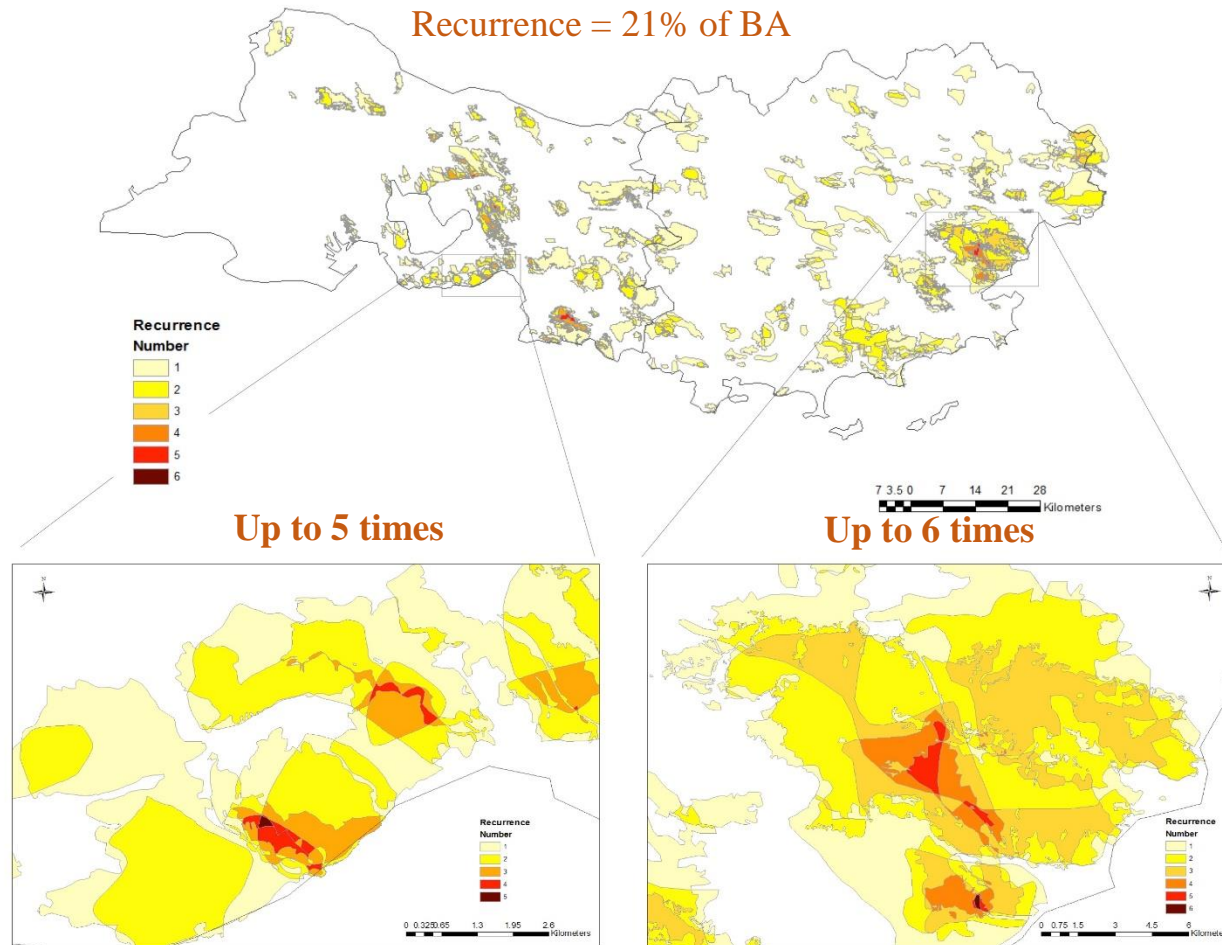 Recurrence = 21% of BA
Recurrence
Number
1
2
3
4
5
6
7 3.5 0 7 14 21 28
Kilometers
Up to 5 times
Up to 6 times
N
Recurrence
Number
1
2
3
4
5
0 0.3250.65 1.3 1.95 2.6
Kilometers
N
Recurrence
Number
1
2
3
4
5
6
0 0.75 1.5 3 4.5 6
Kilometers